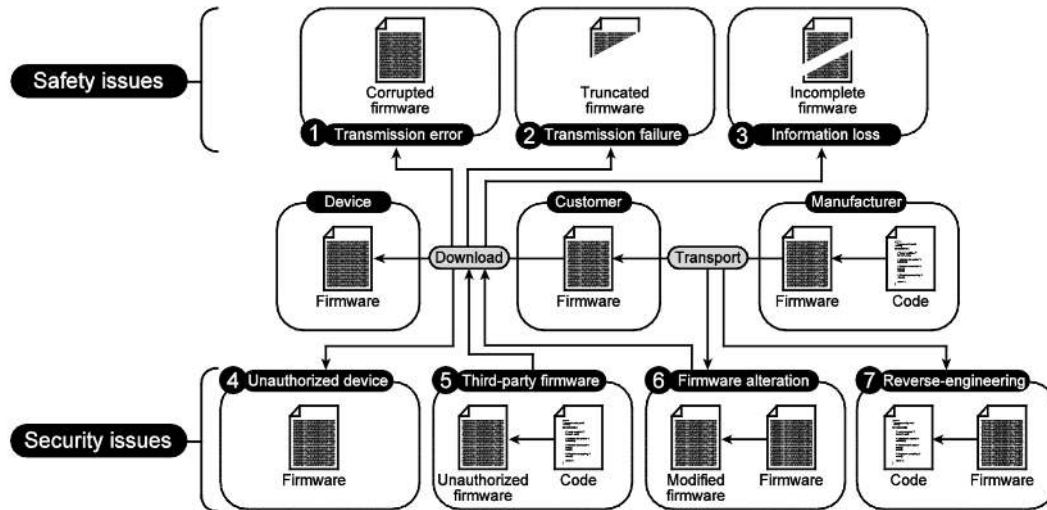 Safety issues
Corrupted
firmware
1 Transmission error
Truncated
firmware
2 Transmission failure
Incomplete
firmware
3 Information loss
Device
Firmware
Download
Customer
Firmware
Transport
Manufacturer
Firmware
Code
Security issues
4 Unauthorized device
Firmware
5 Third-party firmware
Unauthorized
firmware
Code
6 Firmware alteration
Modified
firmware
Firmware
7 Reverse-engineering
Code
Firmware